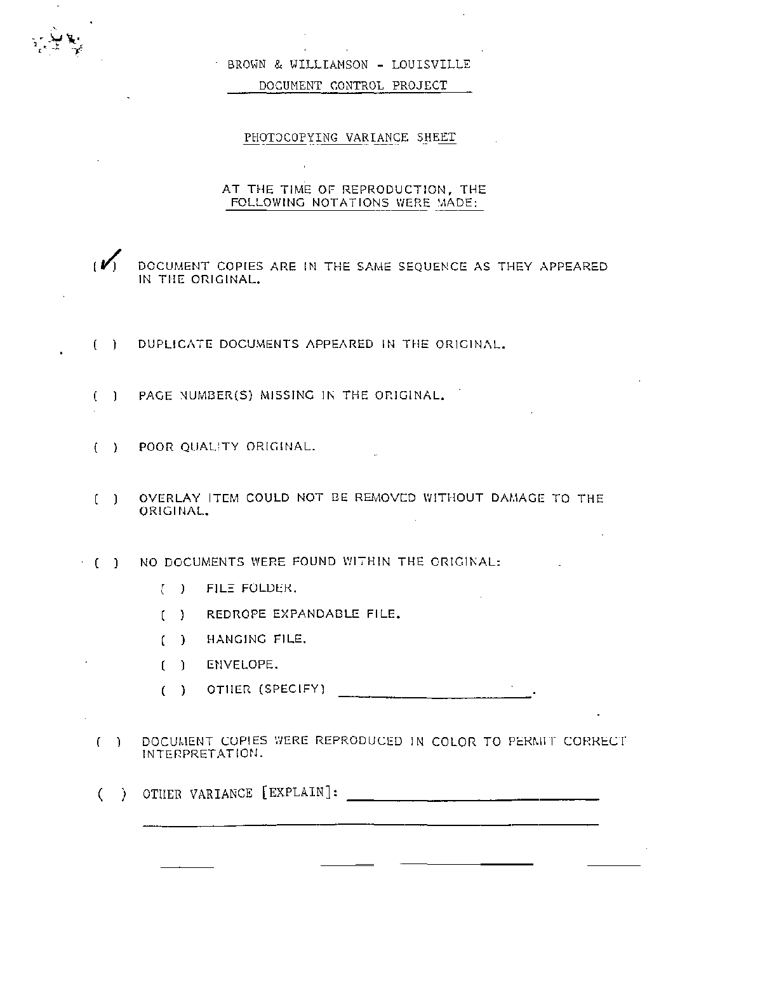 BROWN & WILLIAMSON - LOUISVILLE
DOCUMENT CONTROL PROJECT
PHOTOCOPYING VARIANCE SHEET
AT THE TIME OF REPRODUCTION, THE
FOLLOWING NOTATIONS WERE MADE:
(✓) DOCUMENT COPIES ARE IN THE SAME SEQUENCE AS THEY APPEARED
IN THE ORIGINAL.
( ) DUPLICATE DOCUMENTS APPEARED IN THE ORIGINAL.
( ) PAGE NUMBER(S) MISSING IN THE ORIGINAL.
( ) POOR QUALITY ORIGINAL.
( ) OVERLAY ITEM COULD NOT BE REMOVED WITHOUT DAMAGE TO THE
ORIGINAL.
( ) NO DOCUMENTS WERE FOUND WITHIN THE ORIGINAL:
( ) FILE FOLDER.
( ) REDROPE EXPANDABLE FILE.
( ) HANGING FILE.
( ) ENVELOPE.
( ) OTHER (SPECIFY) ____________________.
( ) DOCUMENT COPIES WERE REPRODUCED IN COLOR TO PERMIT CORRECT
INTERPRETATION.
( ) OTHER VARIANCE [EXPLAIN]: ____________________